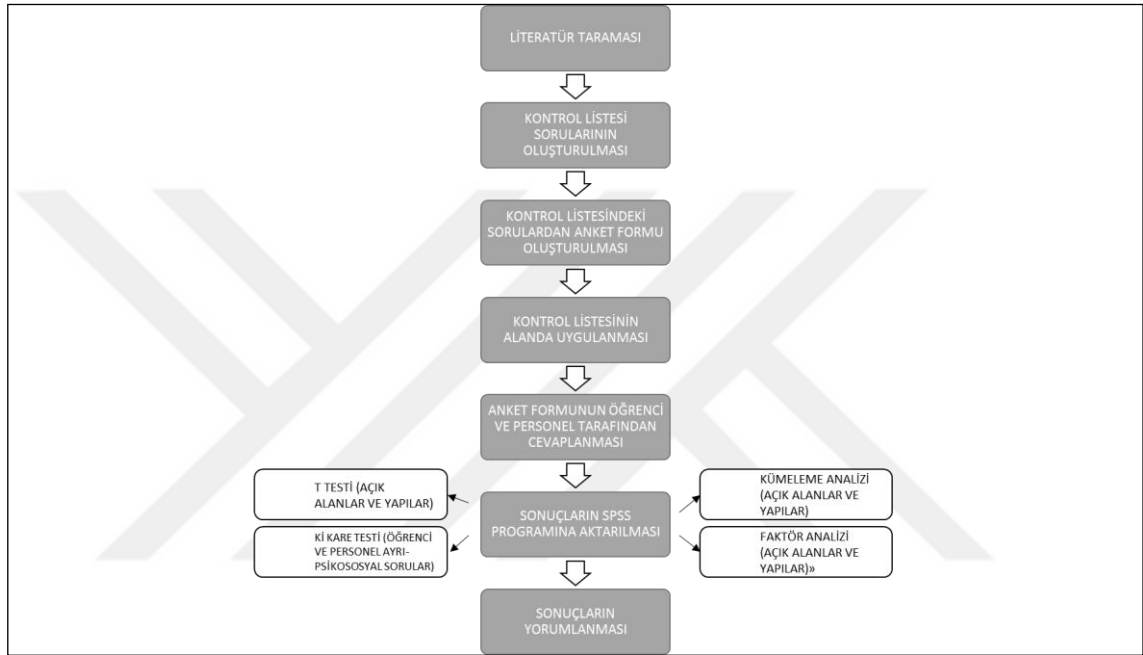 LİTERATÜR TARAMASI
KONTROL LİSTESİ
SORULARININ
OLUŞTURULMASI
KONTROL LİSTESİNDEKİ
SORULARDAN ANKET FORMU
OLUŞTURULMASI
KONTROL LİSTESİNİN
ALANDA UYGULANMASI
ANKET FORMUNUN ÖĞRENCİ
VE PERSONEL TARAFINDAN
CEVAPLANMASI
T TESTİ (AÇIK
ALANLAR VE YAPILAR)
Kİ KARE TESTİ (ÖĞRENCİ
VE PERSONEL AYRI-
PSİKOSOSYAL SORULAR)
SONUÇLARIN SPSS
PROGRAMINA AKTARILMASI
KÜMELEME ANALİZİ
(AÇIK ALANLAR VE
YAPILAR)
FAKTÖR ANALİZİ
(AÇIK ALANLAR VE
YAPILAR)»
SONUÇLARIN
YORUMLANMASI